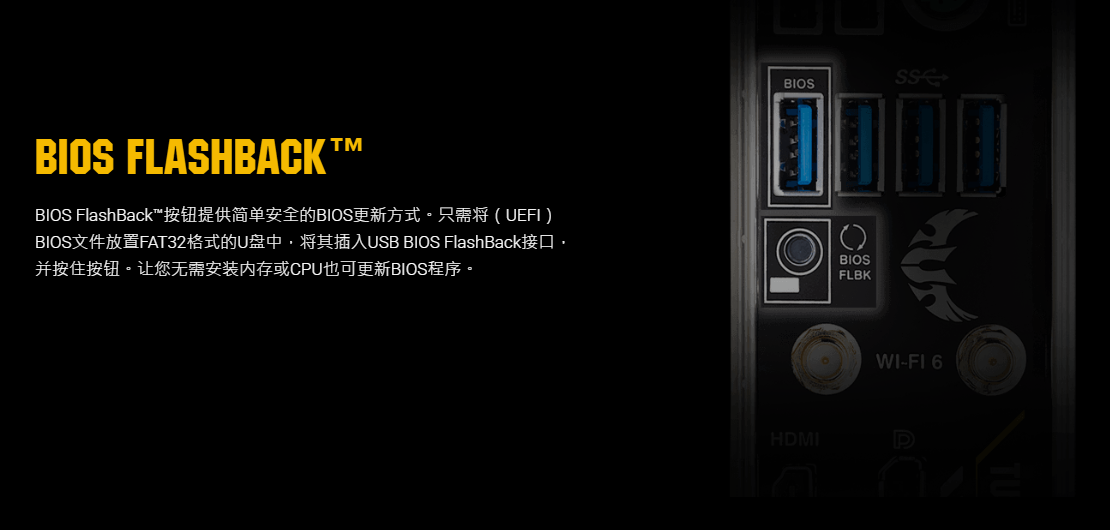 BIOS FLASHBACK™
BIOS FlashBack™按钮提供简单安全的BIOS更新方式。只需将（UEFI）
BIOS文件放置FAT32格式的U盘中，将其插入USB BIOS FlashBack接口，
并按住按钮。让您无需安装内存或CPU也可更新BIOS程序。
BIOS
SS
BIOS
FLBK
WI-FI 6
HDMI
TU